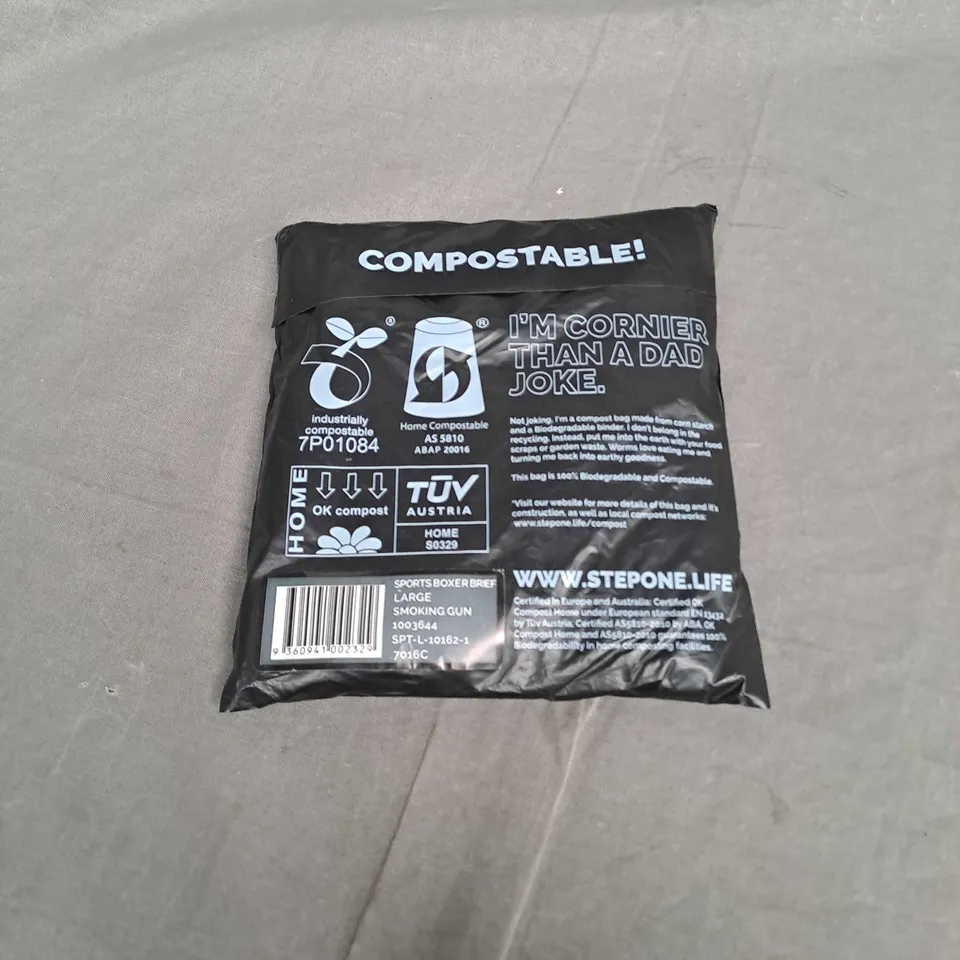 COMPOSTABLE!
®
®
industrially
compostable
7P01084
Home Compostable
AS 5810
ABAP 20016
HOME
OK compost
TÜV
AUSTRIA
HOME
S0329
I'M CORNIER
THAN A DAD
JOKE.
Not joking, I'm a compost bag made from corn starch
and a Biodegradable binder. I don't belong in the
recycling. Instead, put me into the earth with your food
scraps or garden waste. Worms love eating me and
turning me back into earthy goodness.
This bag is 100% Biodegradable and Compostable.
*Visit our website for more details of this bag and it's
construction, as well as local compost networks:
www.stepone.life/compost
SPORTS BOXER BRIEF
LARGE
SMOKING GUN
1003644
SPT-L-10162-1
7016C
9 360941 002329
WWW.STEPONE.LIFE
Certified in Europe and Australia: Certified OK
Compost Home under European standard EN 13432
by Tüv Austria. Certified AS5810-2010 by ABA OK
Compost Home and AS5810-2010 guarantees 100%
Biodegradability in home composting facilities.